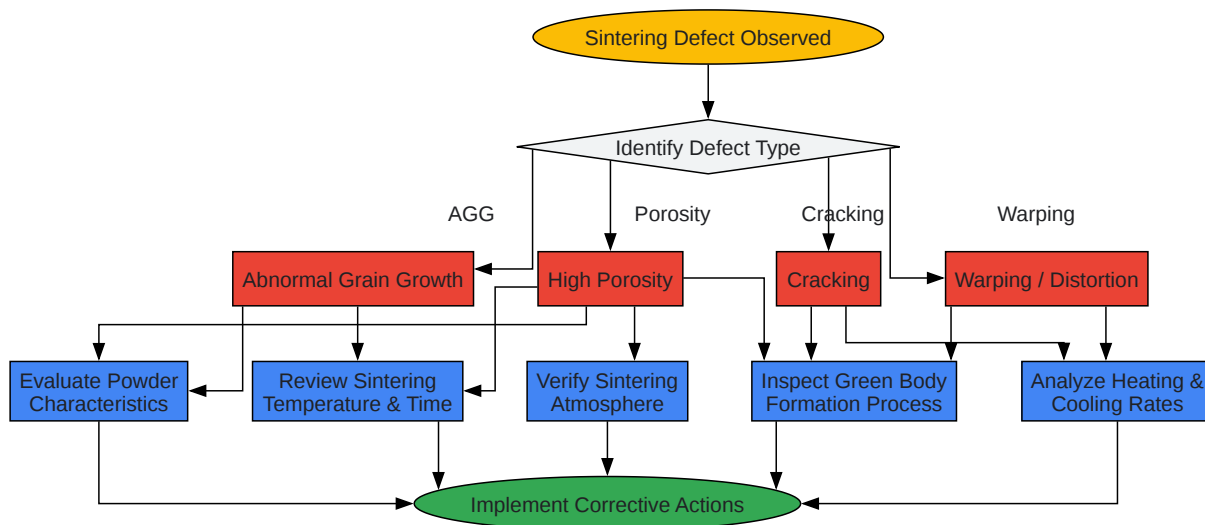 Sintering Defect Observed
Identify Defect Type
AGG
Porosity
Cracking
Warping
Abnormal Grain Growth
High Porosity
Cracking
Warping / Distortion
Evaluate Powder
Characteristics
Review Sintering
Temperature & Time
Verify Sintering
Atmosphere
Inspect Green Body
Formation Process
Analyze Heating &
Cooling Rates
Implement Corrective Actions